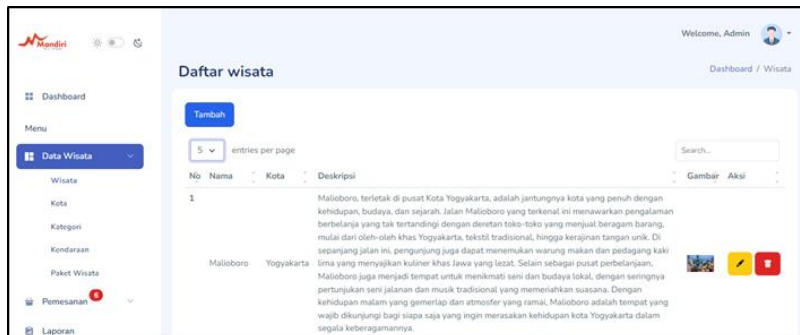 Mandiri
Welcome, Admin
Daftar wisata
Dashboard / Wisata
Dashboard
Menu
Data Wisata
Wisata
Kota
Kategori
Kendaraan
Paket Wisata
Pemesanan 6
Laporan
Tambah
5 entries per page
Search...
No Nama Kota Deskripsi Gambar Aksi
1
Malioboro Yogyakarta
Malioboro, terletak di pusat Kota Yogyakarta, adalah jantungnya kota yang penuh dengan
kehidupan, budaya, dan sejarah. Jalan Malioboro yang terkenal ini menawarkan pengalaman
berbelanja yang tak tertandingi dengan deretan toko-toko yang menjual beragam barang,
mulai dari oleh-oleh khas Yogyakarta, tekstil tradisional, hingga kerajinan tangan unik. Di
sepanjang jalan ini, pengunjung juga dapat menemukan warung makan dan pedagang kaki
lima yang menyajikan kuliner khas Jawa yang lezat. Selain sebagai pusat perbelanjaan,
Malioboro juga menjadi tempat untuk menikmati seni dan budaya lokal, dengan seringnya
pertunjukan seni jalanan dan musik tradisional yang memeriahkan suasana. Dengan
kehidupan malam yang gemerlap dan atmosfer yang ramai, Malioboro adalah tempat yang
wajib dikunjungi bagi siapa saja yang ingin merasakan kehidupan kota Yogyakarta dalam
segala keberagamannya.